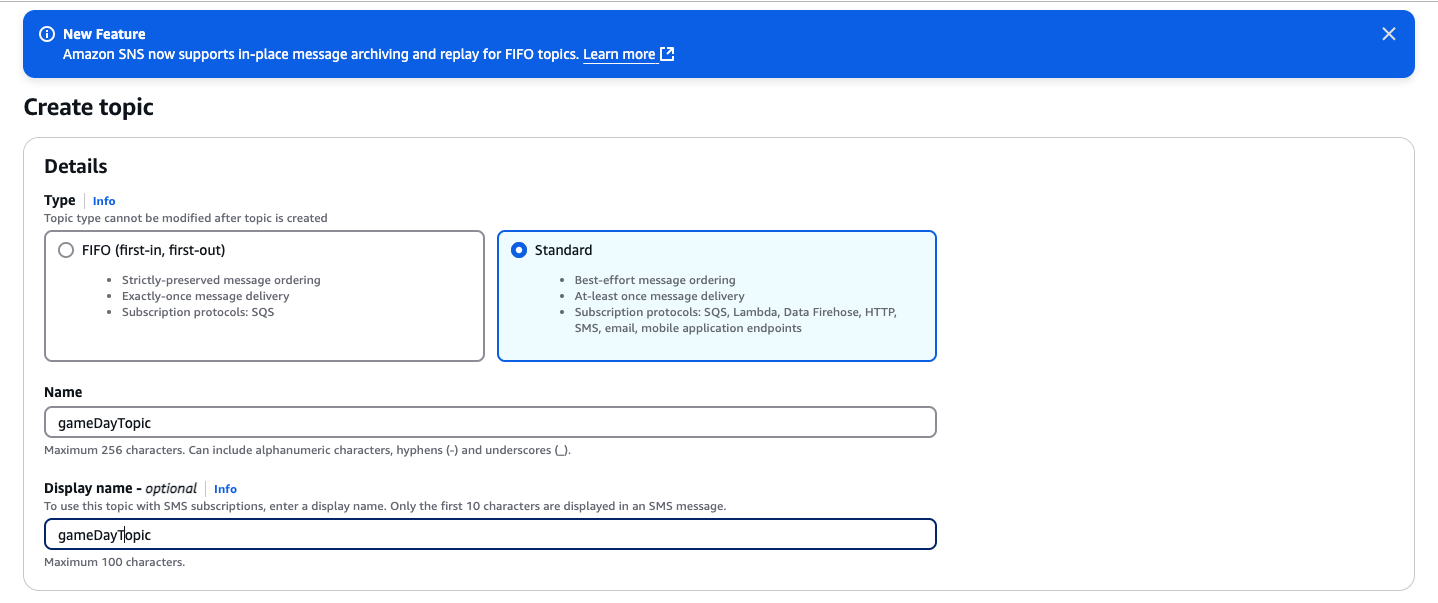 New Feature
Amazon SNS now supports in-place message archiving and replay for FIFO topics. Learn more
Create topic
Details
Type Info
Topic type cannot be modified after topic is created
FIFO (first-in, first-out)
• Strictly-preserved message ordering
• Exactly-once message delivery
• Subscription protocols: SQS
Standard
• Best-effort message ordering
• At-least once message delivery
• Subscription protocols: SQS, Lambda, Data Firehose, HTTP,
SMS, email, mobile application endpoints
Name
gameDayTopic
Maximum 256 characters. Can include alphanumeric characters, hyphens (-) and underscores (_).
Display name - optional Info
To use this topic with SMS subscriptions, enter a display name. Only the first 10 characters are displayed in an SMS message.
gameDayTopic
Maximum 100 characters.